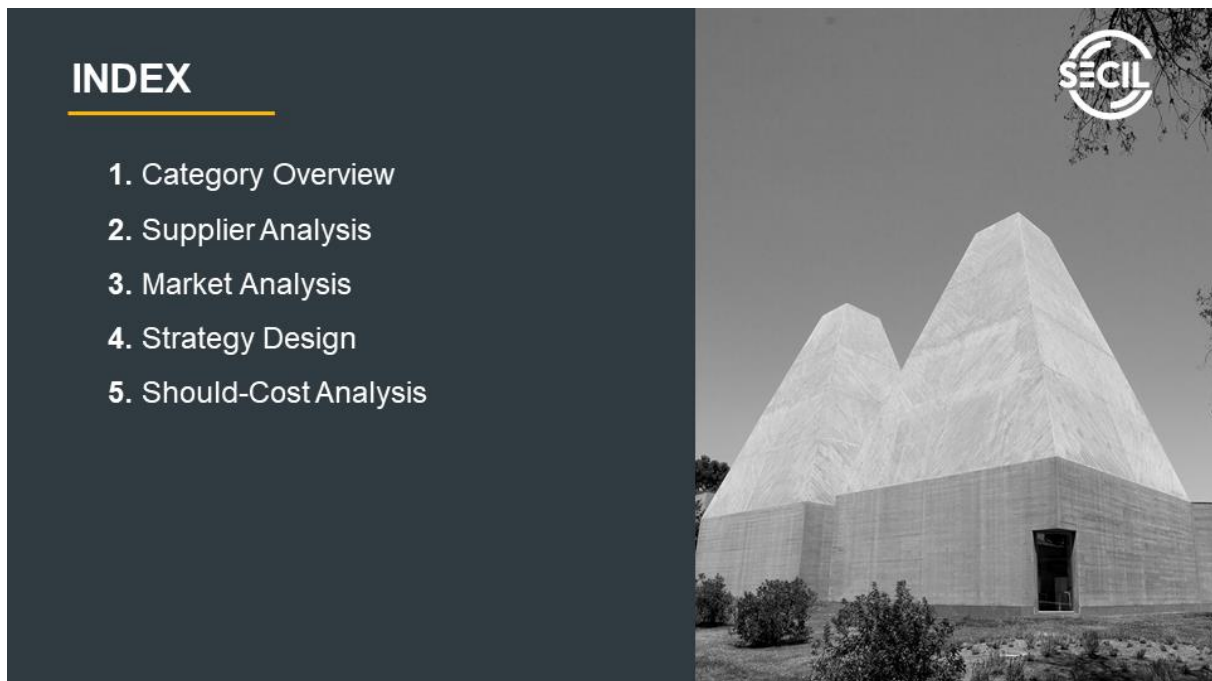 INDEX
1. Category Overview
2. Supplier Analysis
3. Market Analysis
4. Strategy Design
5. Should-Cost Analysis
SECIL